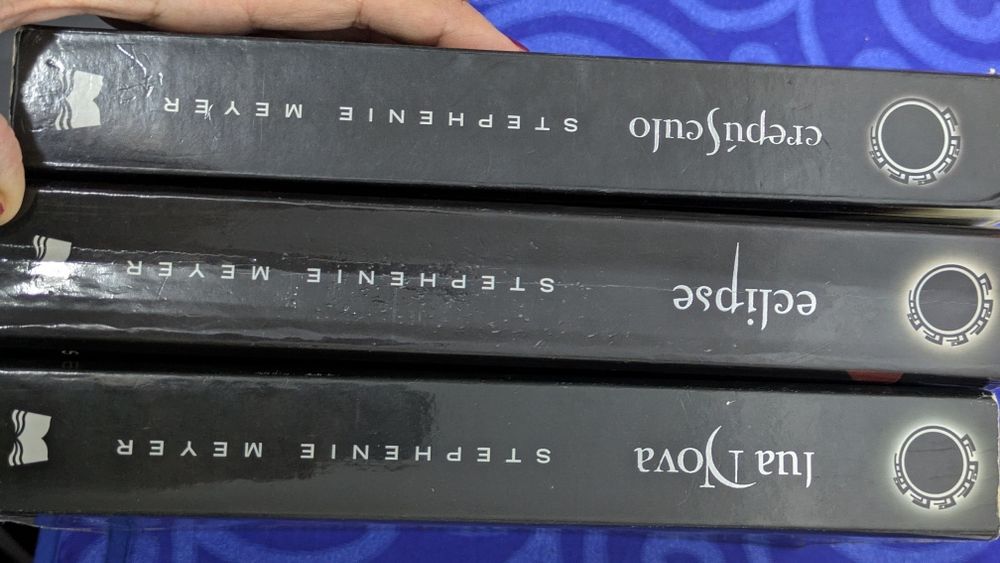 crepúsculo STEPHENIE MEYER
eclipse STEPHENIE MEYER
lua Nova STEPHENIE MEYER